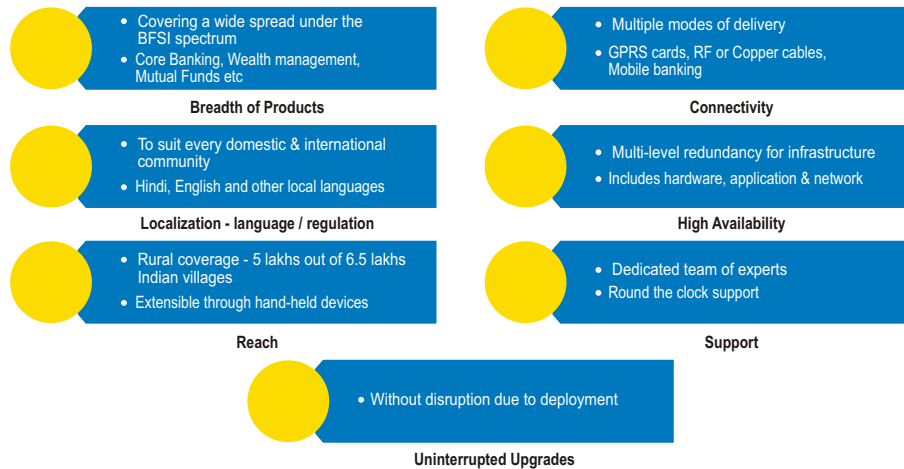 • Covering a wide spread under the
BFSI spectrum
• Core Banking, Wealth management,
Mutual Funds etc
Breadth of Products
• Multiple modes of delivery
• GPRS cards, RF or Copper cables,
Mobile banking
Connectivity
• To suit every domestic & international
community
• Hindi, English and other local languages
Localization - language / regulation
• Multi-level redundancy for infrastructure
• Includes hardware, application & network
High Availability
• Rural coverage - 5 lakhs out of 6.5 lakhs
Indian villages
• Extensible through hand-held devices
Reach
• Dedicated team of experts
• Round the clock support
Support
• Without disruption due to deployment
Uninterrupted Upgrades